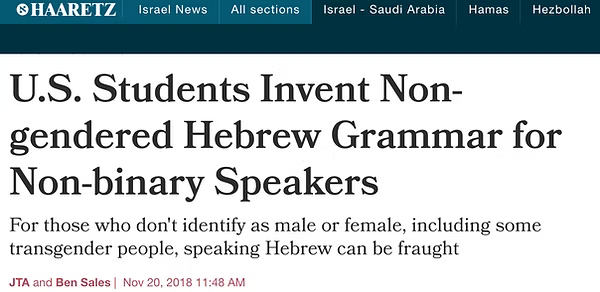 HAARETZ Israel News All sections Israel - Saudi Arabia Hamas Hezbollah
U.S. Students Invent Non-
gendered Hebrew Grammar for
Non-binary Speakers
For those who don't identify as male or female, including some
transgender people, speaking Hebrew can be fraught
JTA and Ben Sales | Nov 20, 2018 11:48 AM